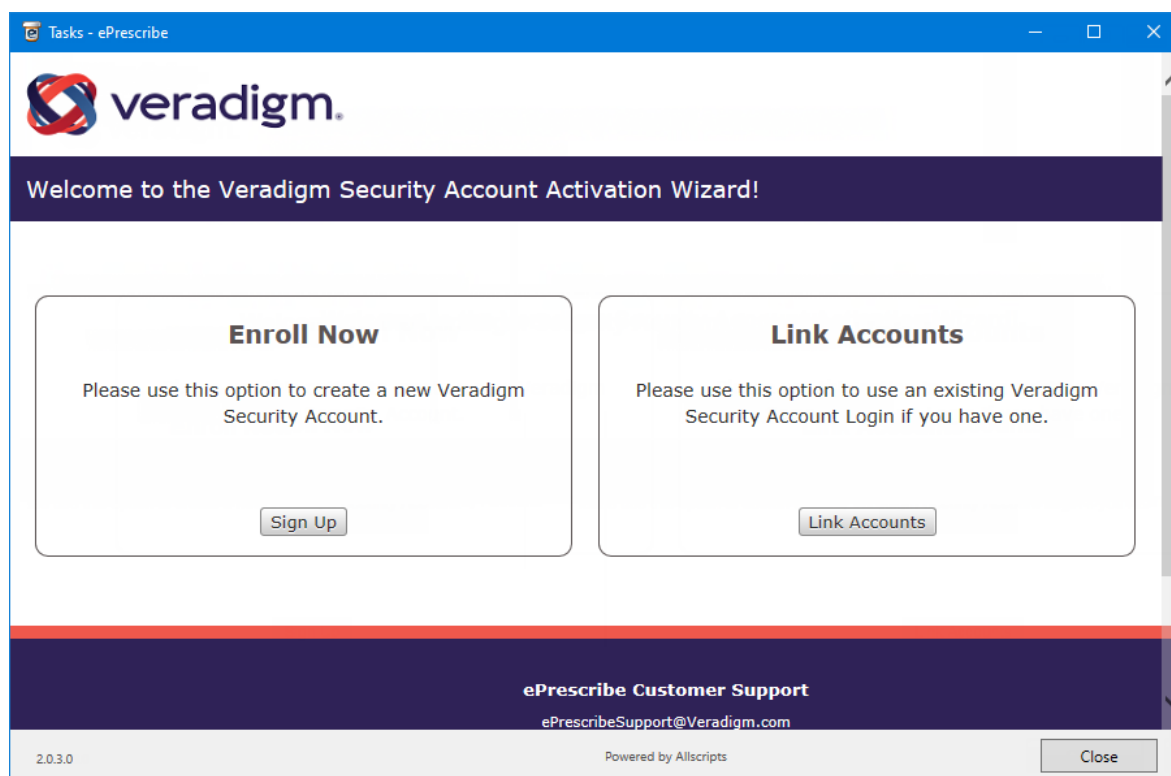 Tasks - ePrescribe
veradigm.
Welcome to the Veradigm Security Account Activation Wizard!
Enroll Now
Please use this option to create a new Veradigm
Security Account.
Sign Up
Link Accounts
Please use this option to use an existing Veradigm
Security Account Login if you have one.
Link Accounts
ePrescribe Customer Support
ePrescribeSupport@Veradigm.com
2.0.3.0
Powered by Allscripts
Close